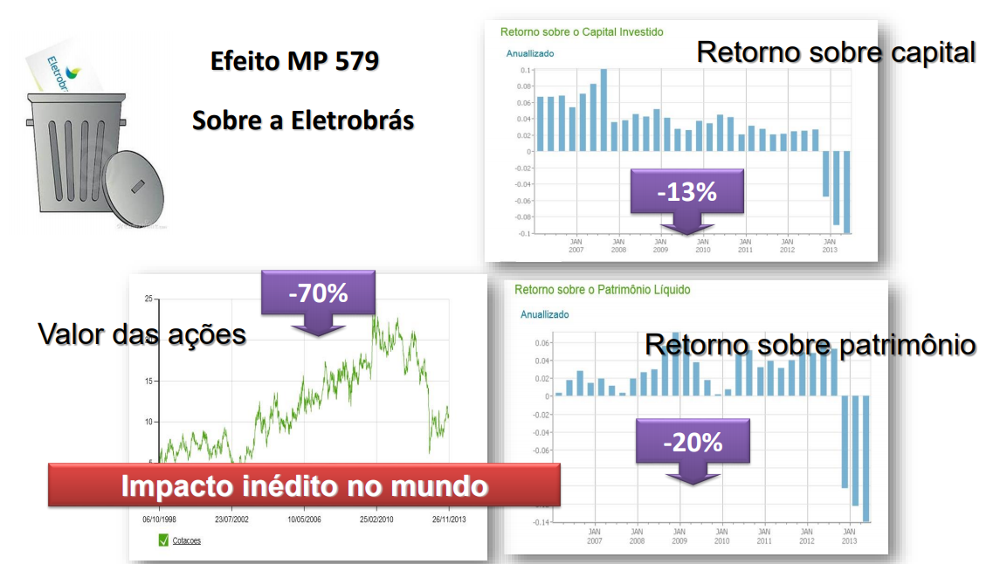 Eletrobr
Efeito MP 579
Sobre a Eletrobrás
Retorno sobre o Capital Investido
Anuallizado
Retorno sobre capital
0.1
0.08
0.06
0.04
0.02
0
-0.02
-0.04
-0.06
-0.08
-0.1
-13%
JAN JAN JAN JAN JAN JAN JAN
2007 2008 2009 2010 2011 2012 2013
-70%
Valor das ações
25
15
10
5
Impacto inédito no mundo
06/10/1998 23/07/2002 10/05/2006 25/02/2010 26/11/2013
Cotacoes
Retorno sobre o Patrimônio Líquido
Anuallizado
Retorno sobre patrimônio
0.06
0.04
0.02
0
-0.02
-0.04
-0.06
-0.14
-20%
JAN JAN JAN JAN JAN JAN JAN
2007 2008 2009 2010 2011 2012 2013